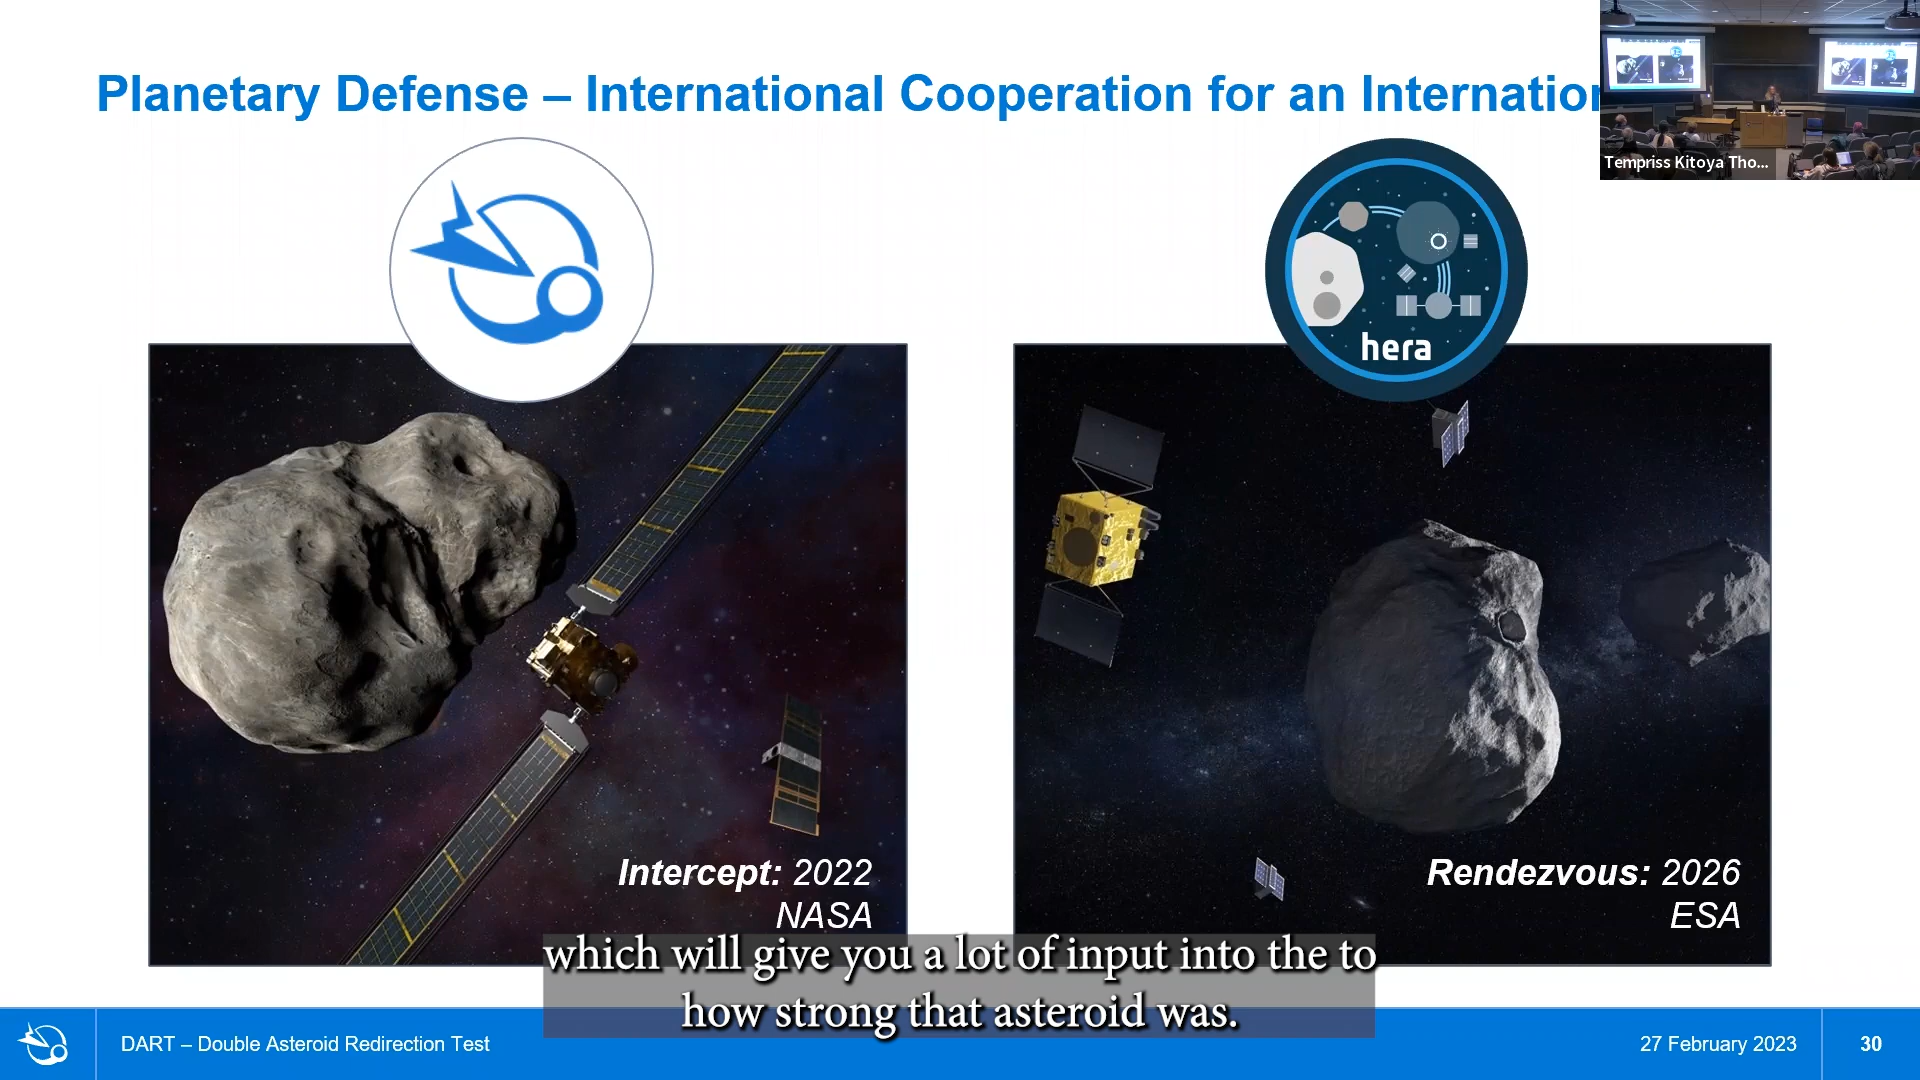 Planetary Defense – International Cooperation for an Internation
Tempriss Kitoya Tho...
hera
Intercept: 2022
NASA
Rendezvous: 2026
ESA
which will give you a lot of input into the to
how strong that asteroid was.
DART – Double Asteroid Redirection Test
27 February 2023
30